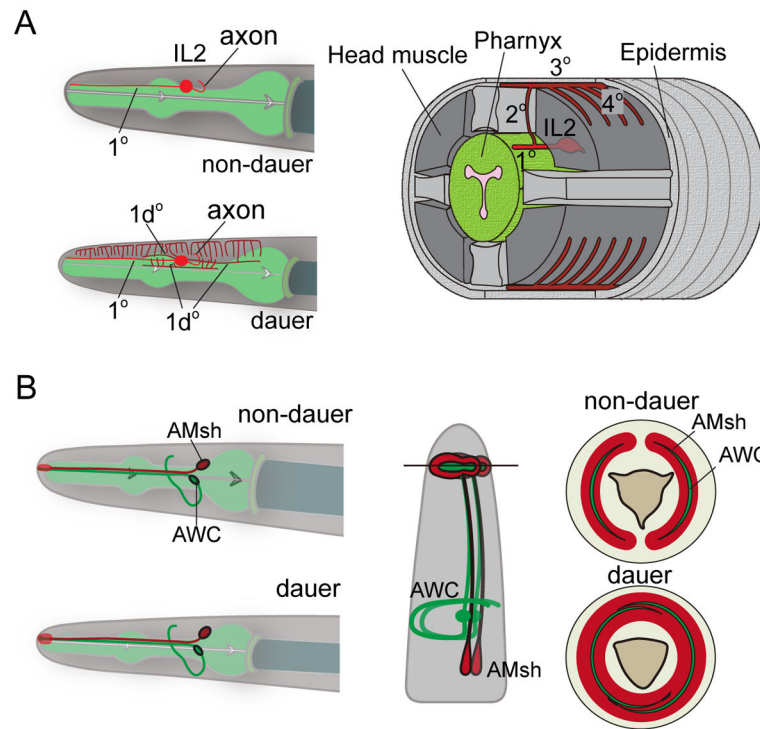 A
IL2
axon
1°
non-dauer
1d°
axon
1°
1d°
dauer
Head muscle
Pharnyx
Epidermis
3°
2°
4°
IL2
1°
B
non-dauer
AMsh
AWC
dauer
AWC
AMsh
non-dauer
AMsh
AWC
dauer